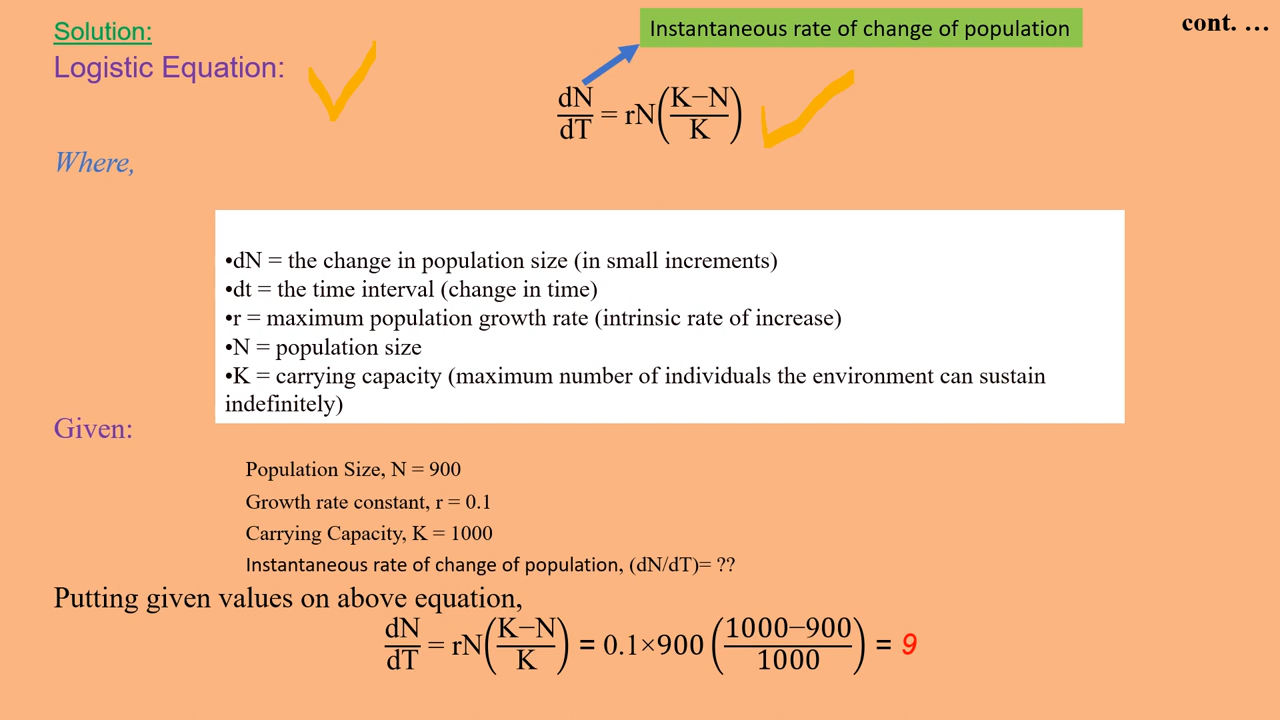 cont. …
Solution:
Instantaneous rate of change of population
Logistic Equation:
dN/dT = rN((K−N)/K)
Where,
•dN = the change in population size (in small increments)
•dt = the time interval (change in time)
•r = maximum population growth rate (intrinsic rate of increase)
•N = population size
•K = carrying capacity (maximum number of individuals the environment can sustain
indefinitely)
Given:
Population Size, N = 900
Growth rate constant, r = 0.1
Carrying Capacity, K = 1000
Instantaneous rate of change of population, (dN/dT)= ??
Putting given values on above equation,
dN/dT = rN((K−N)/K) = 0.1×900 ((1000−900)/1000) = 9